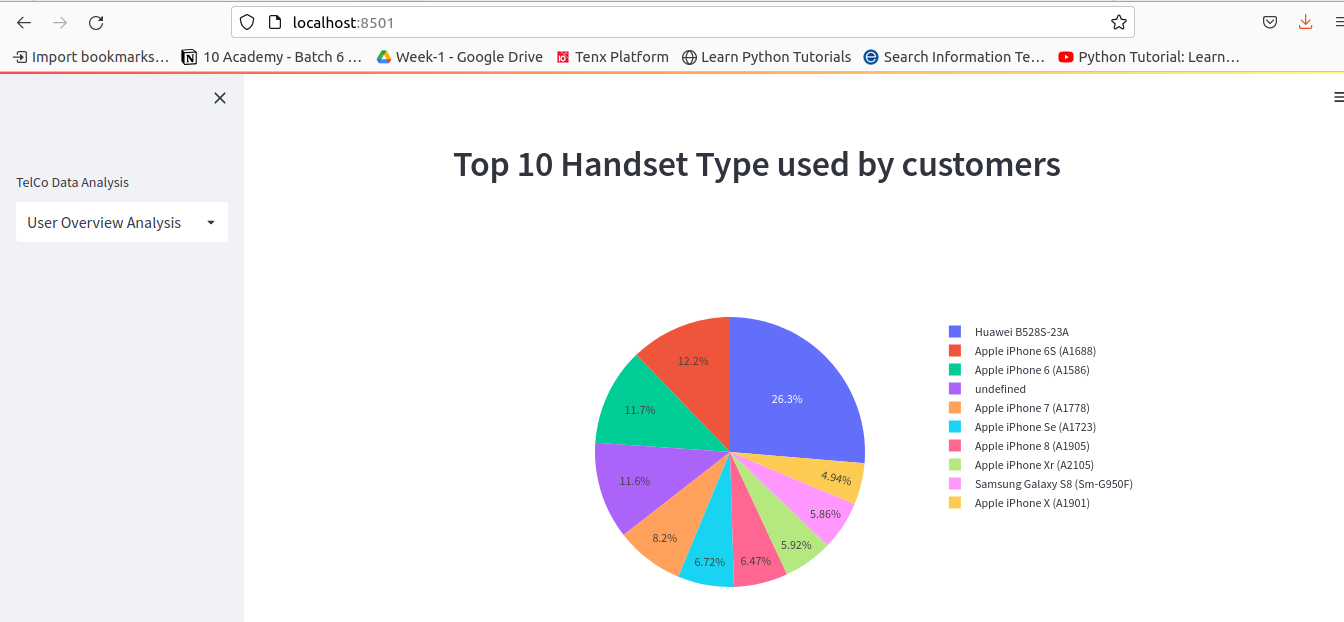 localhost:8501
Import bookmarks...
10 Academy - Batch 6 ...
Week-1 - Google Drive
Tenx Platform
Learn Python Tutorials
Search Information Te...
Python Tutorial: Learn...
TelCo Data Analysis
User Overview Analysis
Top 10 Handset Type used by customers
12.2%
26.3%
11.7%
11.6%
4.94%
5.86%
8.2%
5.92%
6.72%
6.47%
Huawei B528S-23A
Apple iPhone 6S (A1688)
Apple iPhone 6 (A1586)
undefined
Apple iPhone 7 (A1778)
Apple iPhone Se (A1723)
Apple iPhone 8 (A1905)
Apple iPhone Xr (A2105)
Samsung Galaxy S8 (Sm-G950F)
Apple iPhone X (A1901)